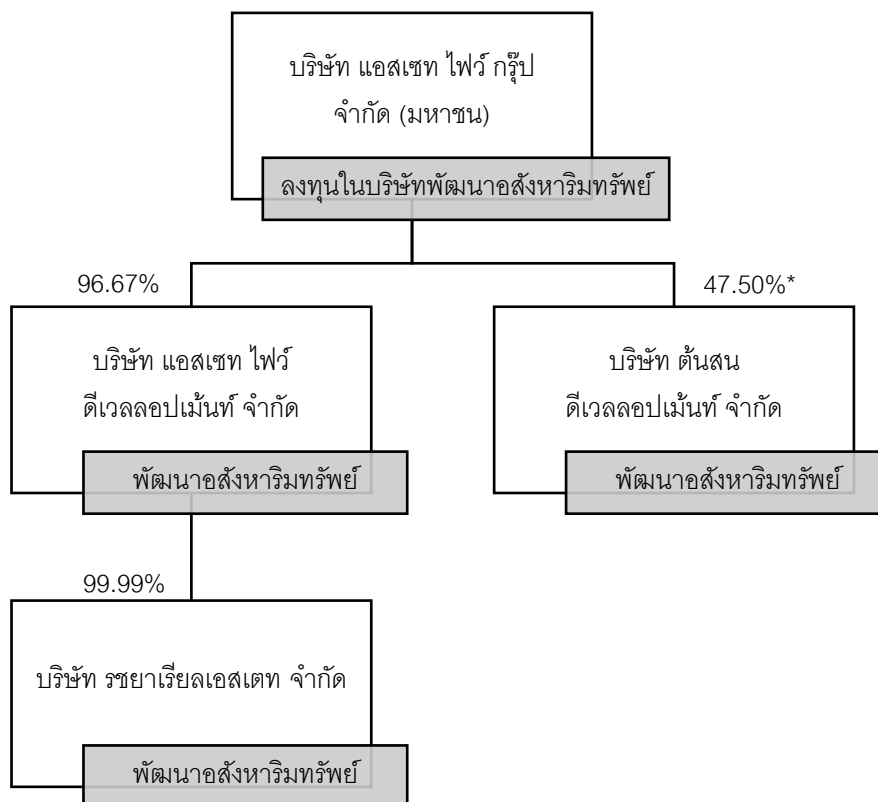 บริษัท แอสเซท ไฟว์ กรุ๊ป
จำกัด (มหาชน)
ลงทุนในบริษัทพัฒนาอสังหาริมทรัพย์
96.67%
47.50%*
บริษัท แอสเซท ไฟว์
ดีเวลลอปเม้นท์ จำกัด
พัฒนาอสังหาริมทรัพย์
บริษัท ต้นสน
ดีเวลลอปเม้นท์ จำกัด
พัฒนาอสังหาริมทรัพย์
99.99%
บริษัท รชยาเรียลเอสเตท จำกัด
พัฒนาอสังหาริมทรัพย์